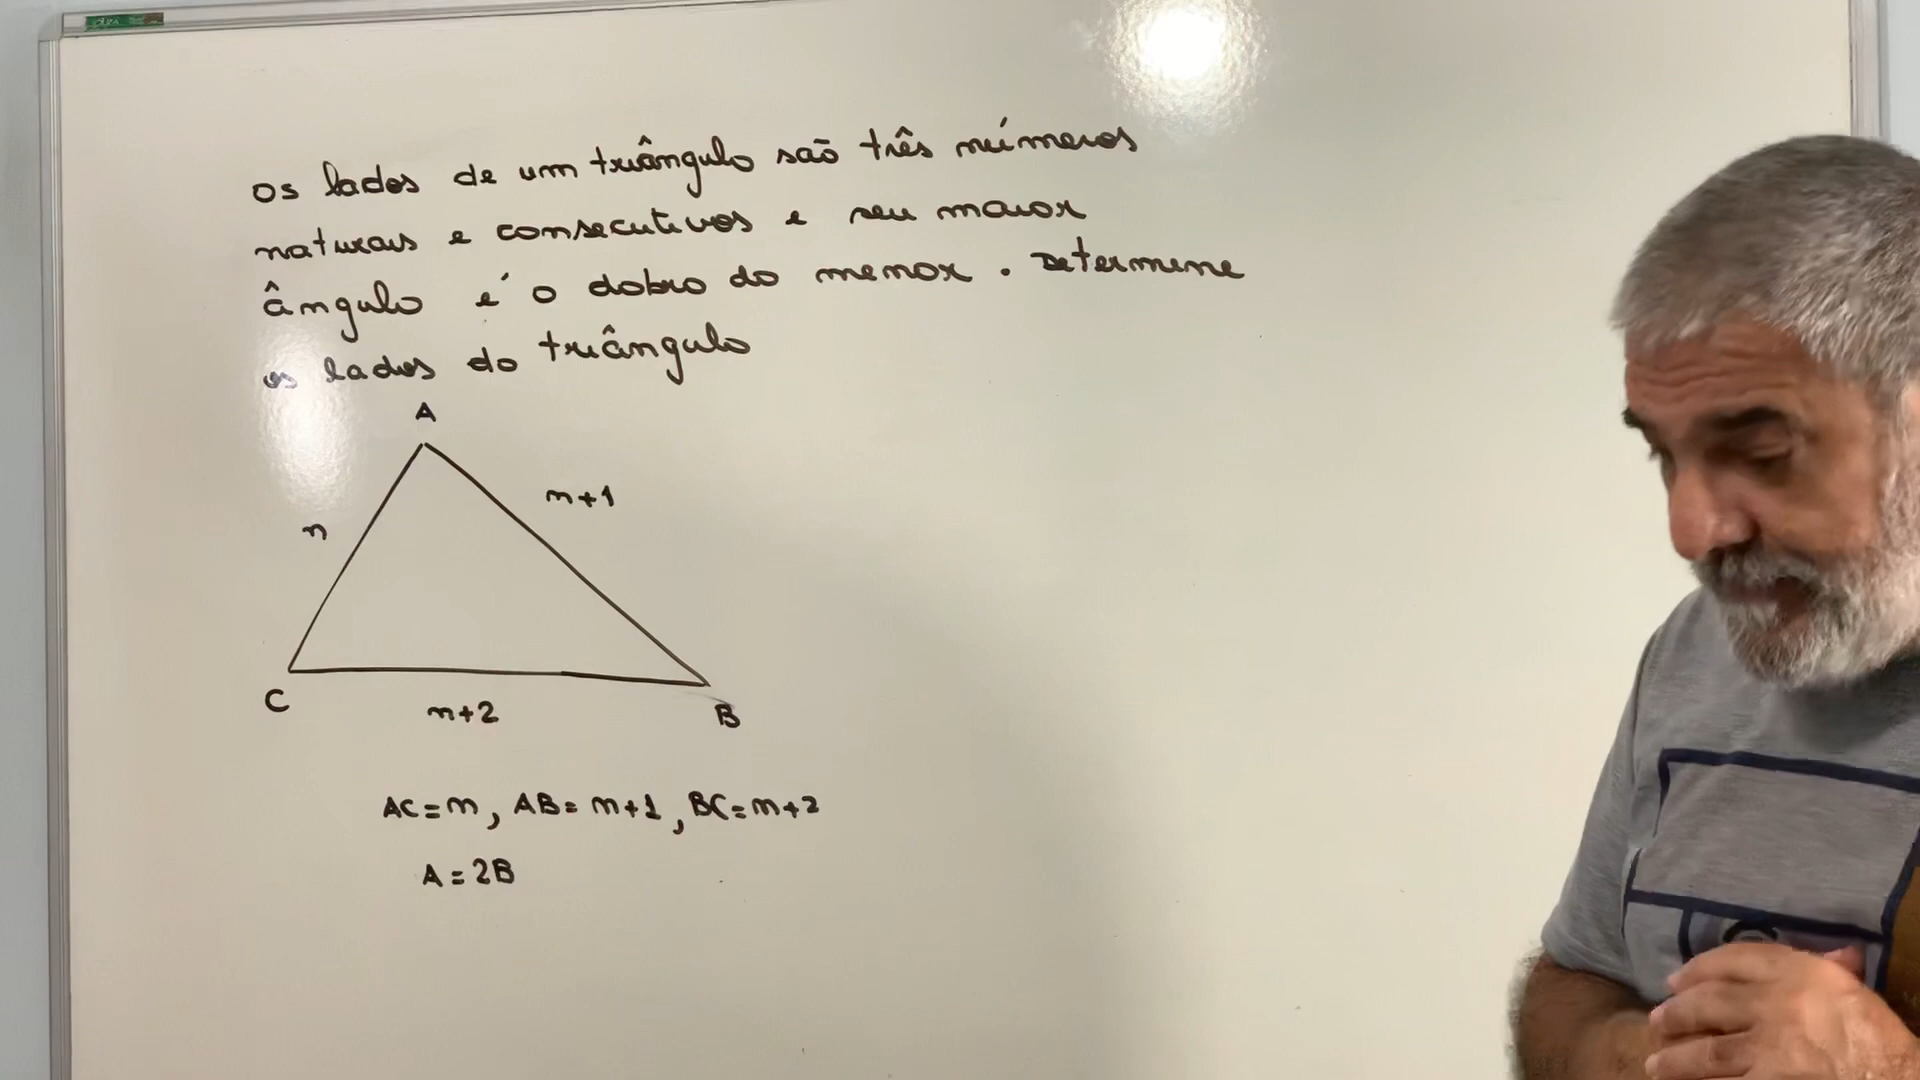 Os lados de um triângulo são três números
naturais e consecutivos e seu maior
ângulo é o dobro do menor. Determine
os lados do triângulo
A
n
n+1
C
n+2
B
AC=n, AB=n+1, BC=n+2
A=2B